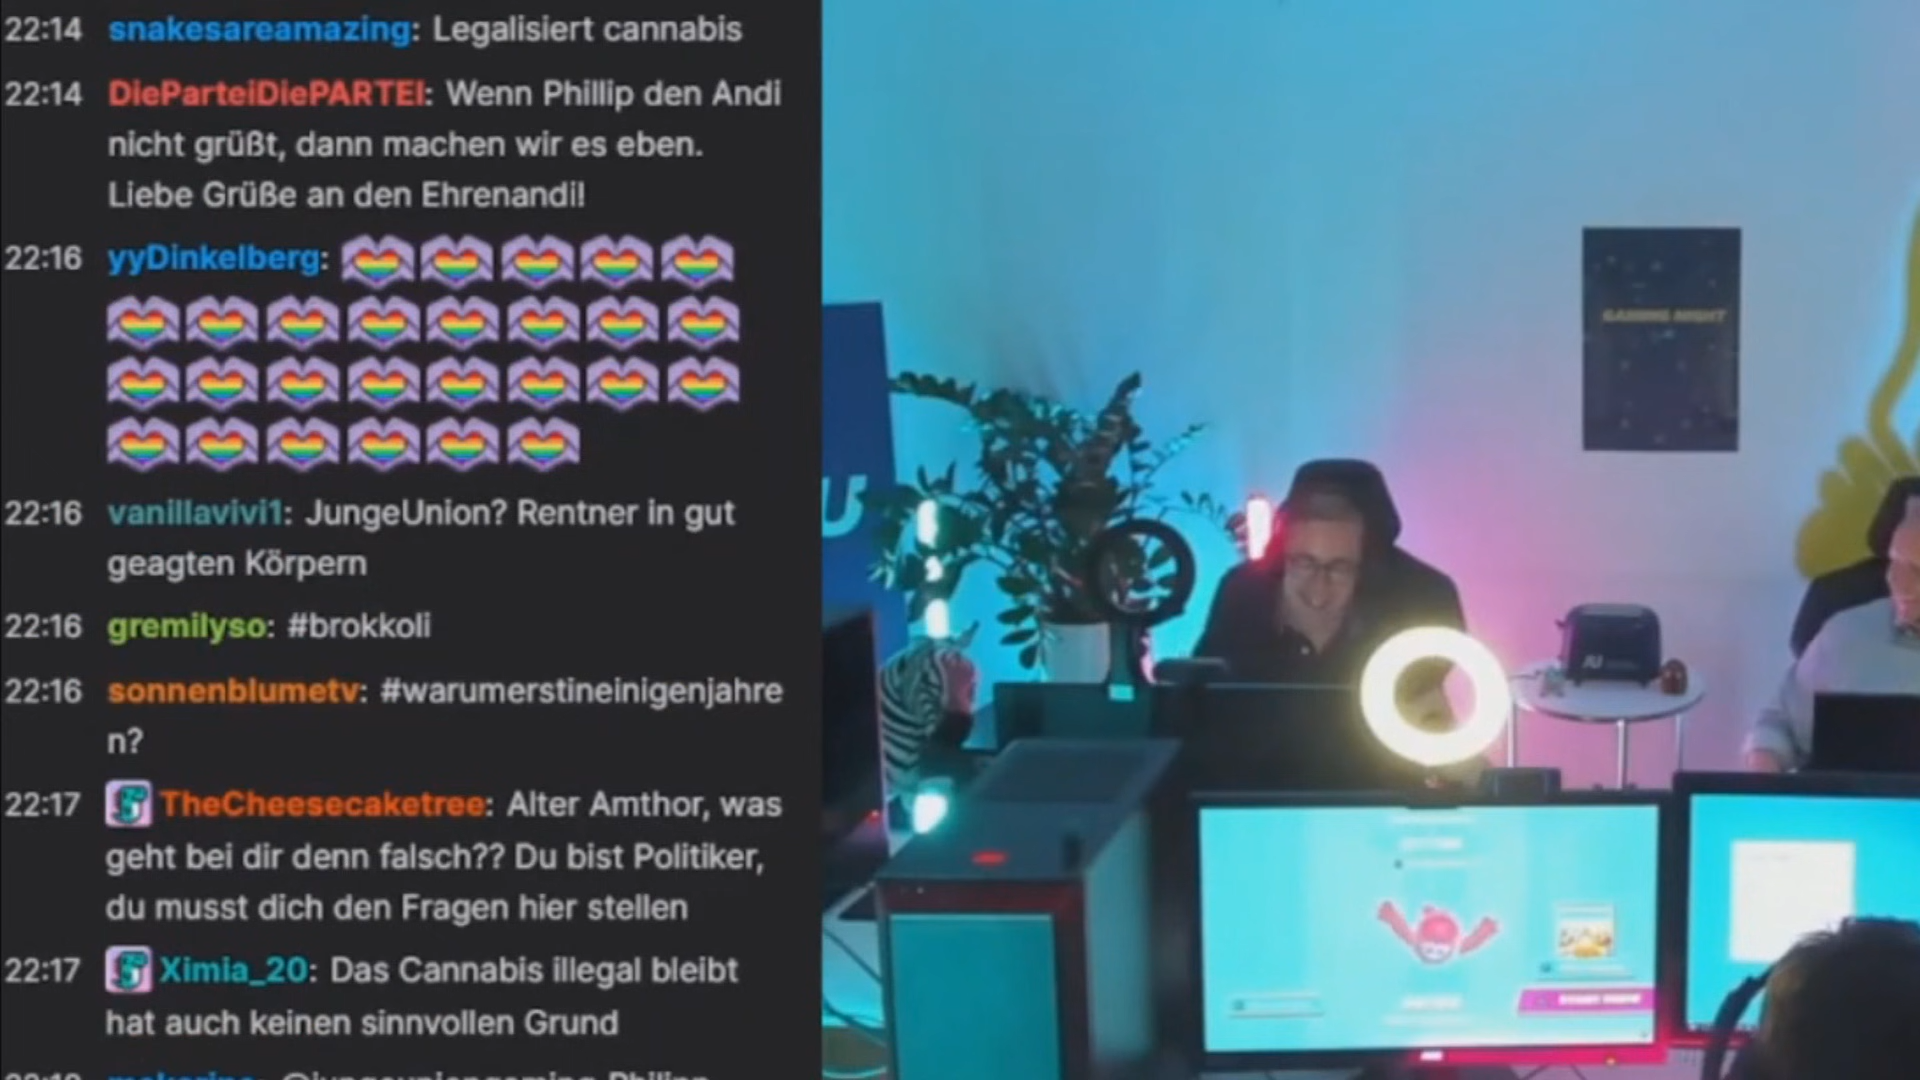 22:14 snakesareamazing: Legalisiert cannabis
22:14 DieParteiDiePARTEI: Wenn Phillip den Andi
nicht grüßt, dann machen wir es eben.
Liebe Grüße an den Ehrenandi!
22:16 yyDinkelberg:
22:16 vanillavivi1: JungeUnion? Rentner in gut
geagten Körpern
22:16 gremilyso: #brokkoli
22:16 sonnenblumetv: #warumerstineinigenjahre
n?
22:17 TheCheesecaketree: Alter Amthor, was
geht bei dir denn falsch?? Du bist Politiker,
du musst dich den Fragen hier stellen
22:17 Ximia_20: Das Cannabis illegal bleibt
hat auch keinen sinnvollen Grund
GAMING NIGHT
U
JU